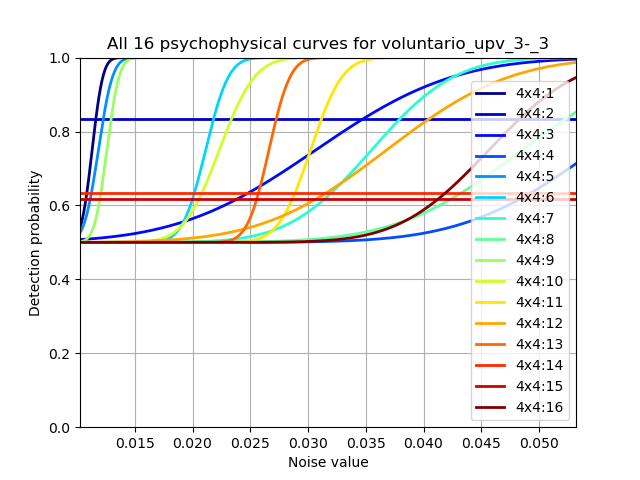 All 16 psychophysical curves for voluntario_upv_3-_3
Detection probability
1.0
0.8
0.6
0.4
0.2
0.0
0.015 0.020 0.025 0.030 0.035 0.040 0.045 0.050
Noise value
4x4:1
4x4:2
4x4:3
4x4:4
4x4:5
4x4:6
4x4:7
4x4:8
4x4:9
4x4:10
4x4:11
4x4:12
4x4:13
4x4:14
4x4:15
4x4:16